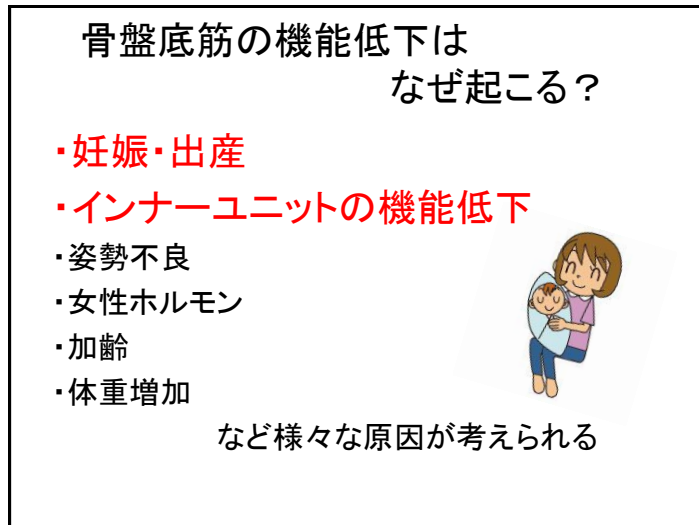 骨盤底筋の機能低下は
なぜ起こる？
・妊娠・出産
・インナーユニットの機能低下
・姿勢不良
・女性ホルモン
・加齢
・体重増加
など様々な原因が考えられる